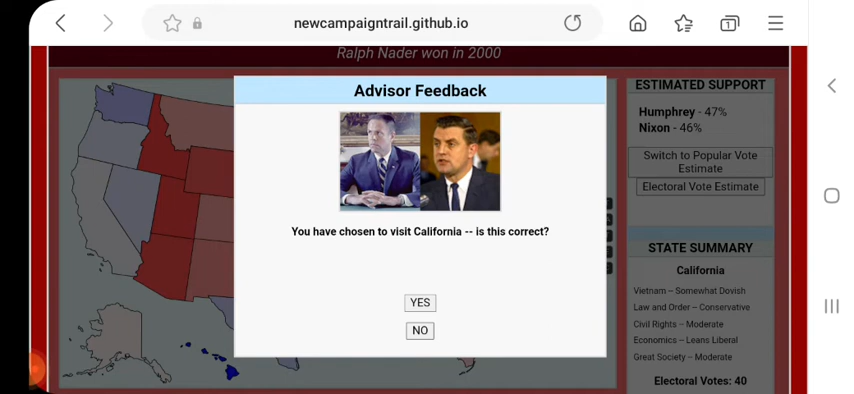 newcampaigntrail.github.io
1
Ralph Nader won in 2000
Advisor Feedback
You have chosen to visit California -- is this correct?
YES
NO
ESTIMATED SUPPORT
Humphrey - 47%
Nixon - 46%
Switch to Popular Vote
Estimate
Electoral Vote Estimate
STATE SUMMARY
California
Vietnam -- Somewhat Dovish
Law and Order -- Conservative
Civil Rights -- Moderate
Economics -- Leans Liberal
Great Society -- Moderate
Electoral Votes: 40